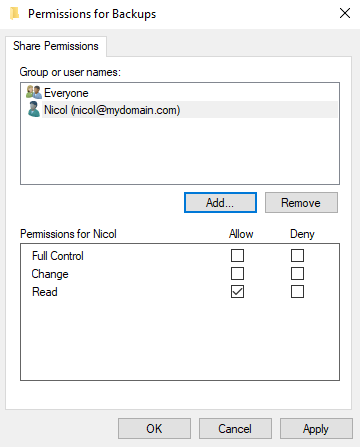 Permissions for Backups
Share Permissions
Group or user names:
Everyone
Nicol (nicol@mydomain.com)
Add... Remove
Permissions for Nicol Allow Deny
Full Control
Change
Read
OK Cancel Apply